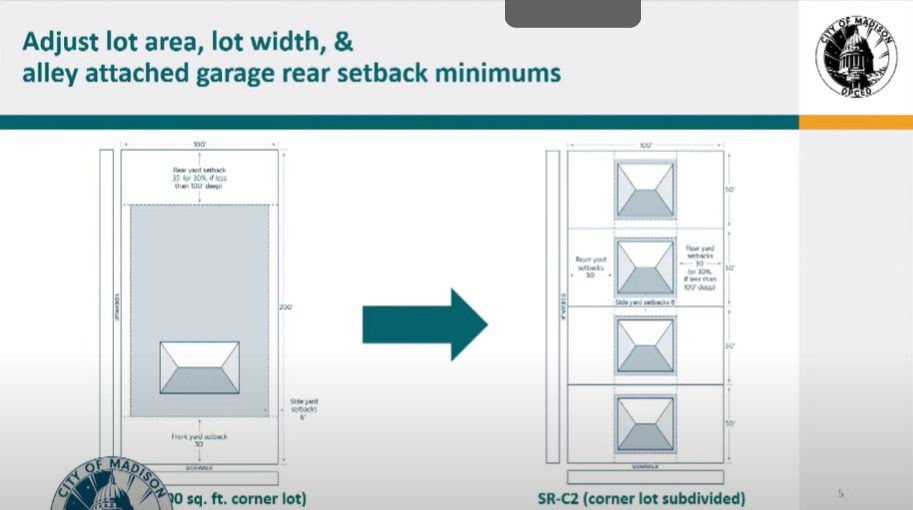 Adjust lot area, lot width, &
alley attached garage rear setback minimums
CITY OF MADISON
DPCED
100'
Rear yard setback
35' (or 30%, if less
than 100' deep)
SIDEWALK
200'
Side yard
setbacks
6'
Front yard setback
30'
SIDEWALK
CITY OF MADISON
00 sq. ft. corner lot)
100'
50'
Front yard
setbacks
30'
Rear yard
setbacks
30'
(or 30%,
if less than
100' deep)
50'
Side yard setbacks 6'
SIDEWALK
50'
50'
SIDEWALK
SR-C2 (corner lot subdivided)
5